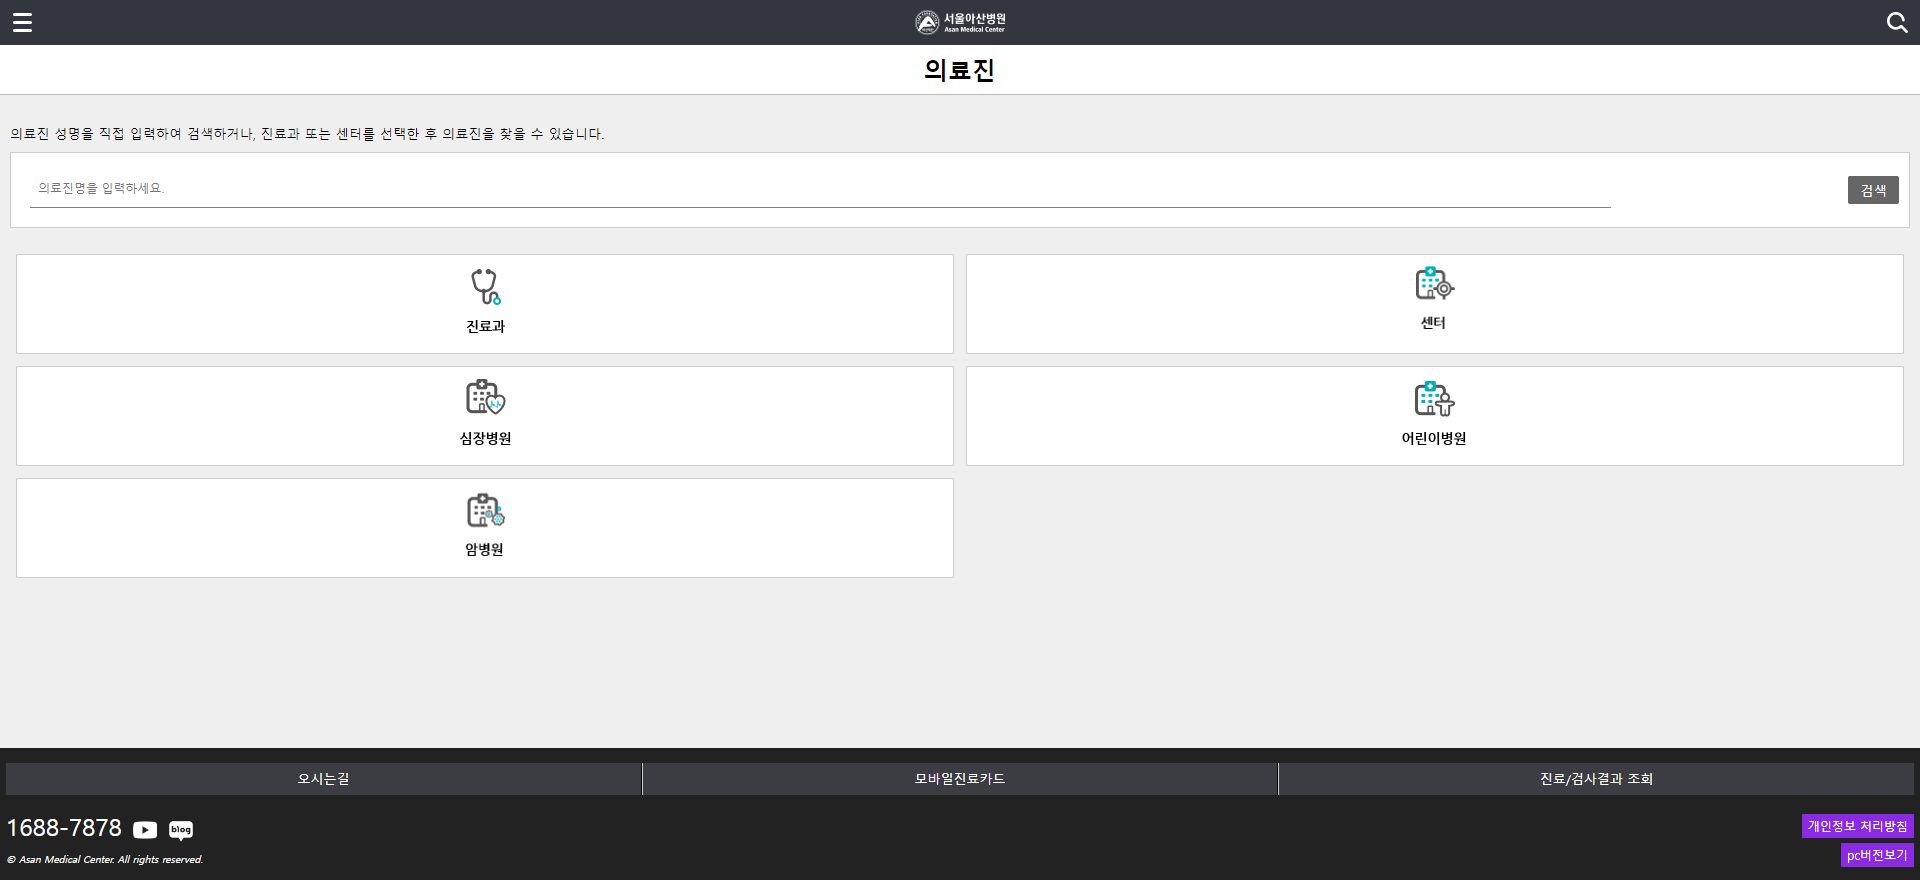 서울아산병원
Asan Medical Center
의료진
의료진 성명을 직접 입력하여 검색하거나, 진료과 또는 센터를 선택한 후 의료진을 찾을 수 있습니다.
의료진명을 입력하세요.
검색
진료과
센터
심장병원
어린이병원
암병원
오시는길
모바일진료카드
진료/검사결과 조회
1688-7878
blog
개인정보 처리방침
pc버전보기
© Asan Medical Center. All rights reserved.